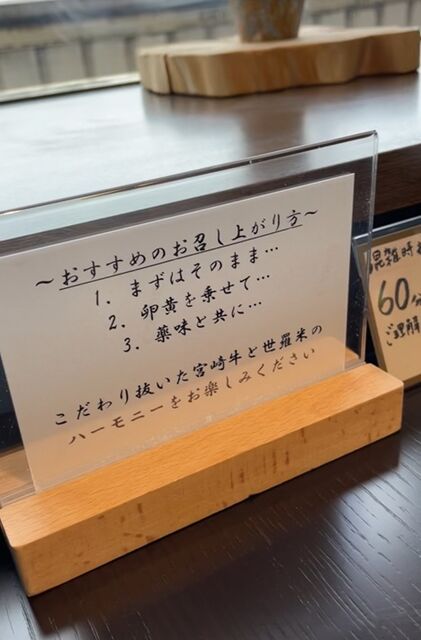 ～おすすめのお召し上がり方～
1. まずはそのまま…
2. 卵黄を乗せて…
3. 薬味と共に…
こだわり抜いた宮崎牛と世羅米の
ハーモニーをお楽しみください
混雑時
60分
ご理解